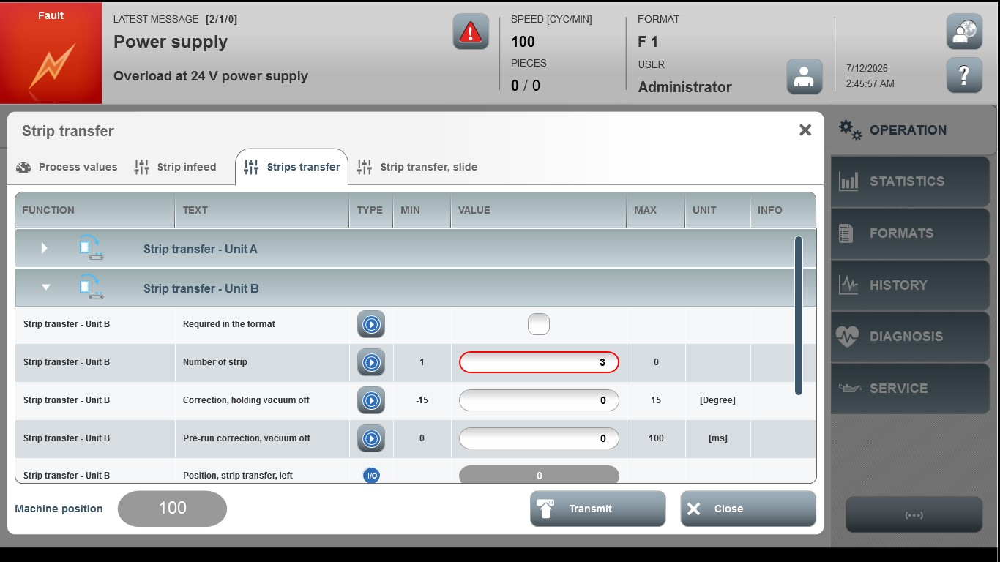 Fault
LATEST MESSAGE [2/1/0]
Power supply
Overload at 24 V power supply
SPEED [CYC/MIN]
100
PIECES
0 / 0
FORMAT
F 1
USER
Administrator
7/12/2026
2:45:57 AM
?
Strip transfer
Process values
Strip infeed
Strips transfer
Strip transfer, slide
FUNCTION TEXT TYPE MIN VALUE MAX UNIT INFO
Strip transfer - Unit A
Strip transfer - Unit B
Strip transfer - Unit B Required in the format
Strip transfer - Unit B Number of strip 1 3 0
Strip transfer - Unit B Correction, holding vacuum off -15 0 15 [Degree]
Strip transfer - Unit B Pre-run correction, vacuum off 0 0 100 [ms]
Strip transfer - Unit B Position, strip transfer, left I/O 0
Machine position 100
Transmit
Close
OPERATION
STATISTICS
FORMATS
HISTORY
DIAGNOSIS
SERVICE
(•••)